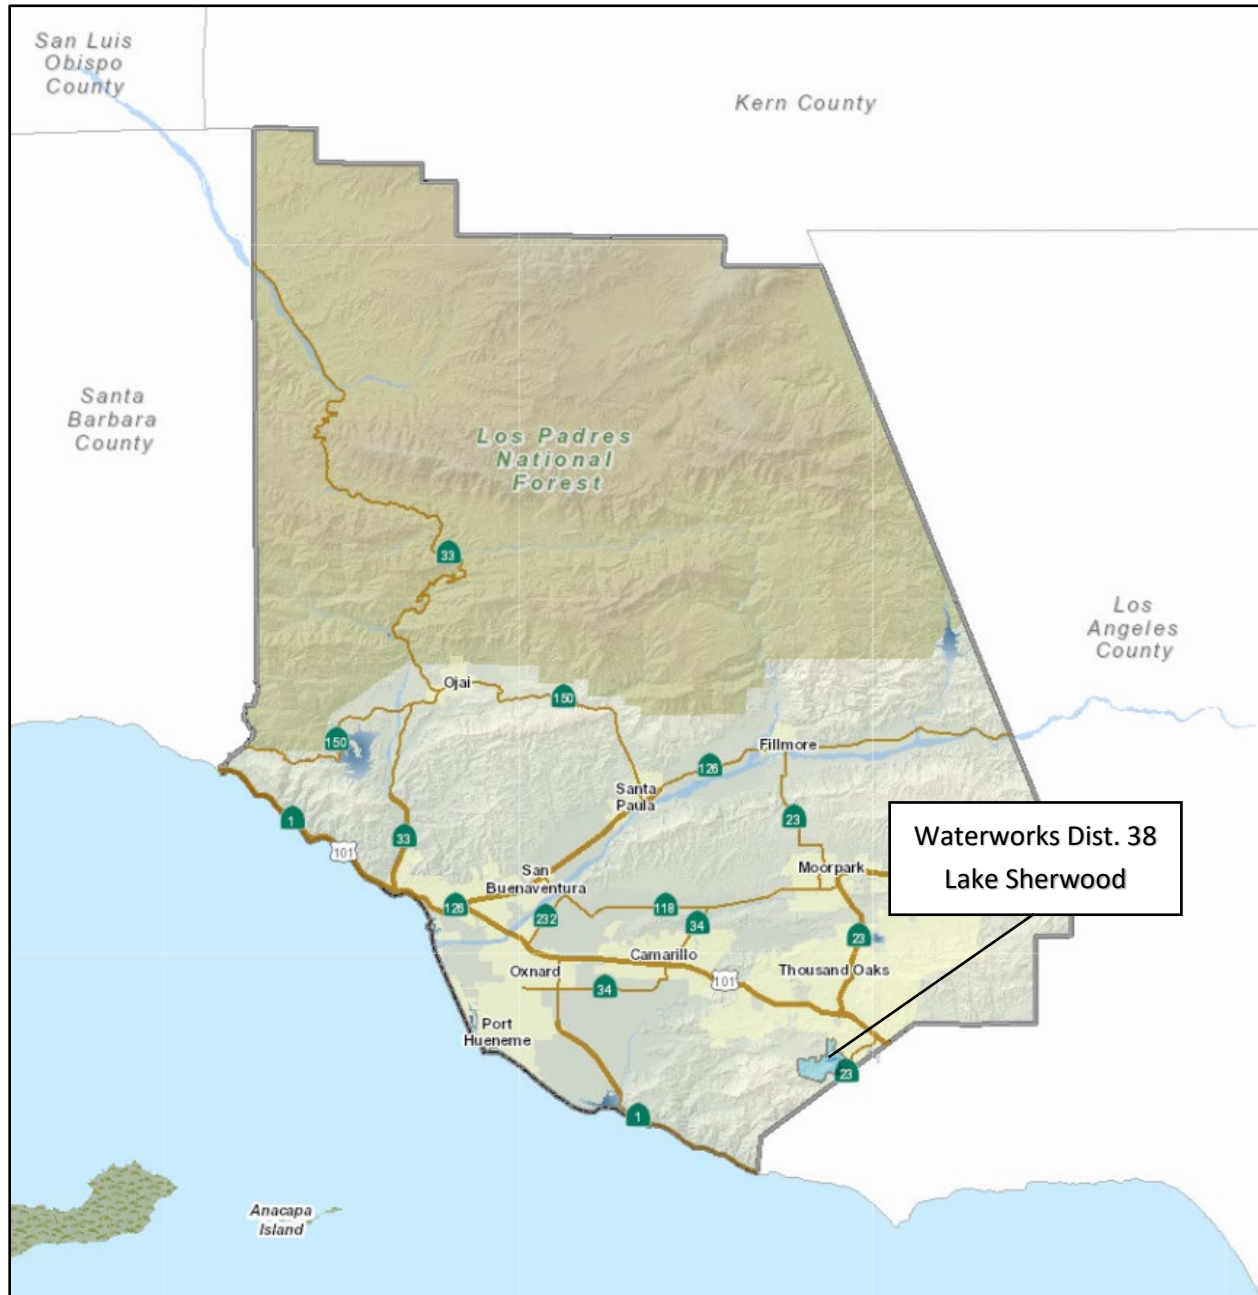 San Luis
Obispo
County
Kern County
Santa
Barbara
County
Los Padres
National
Forest
33
Los
Angeles
County
Ojai
150
150
Fillmore
126
Santa
Paula
1
101
33
23
Waterworks Dist. 38
Lake Sherwood
Moorpark
San
Buenaventura
126
232
118
34
23
Camarillo
Oxnard
34
101
Thousand Oaks
Port
Hueneme
23
1
Anacapa
Island